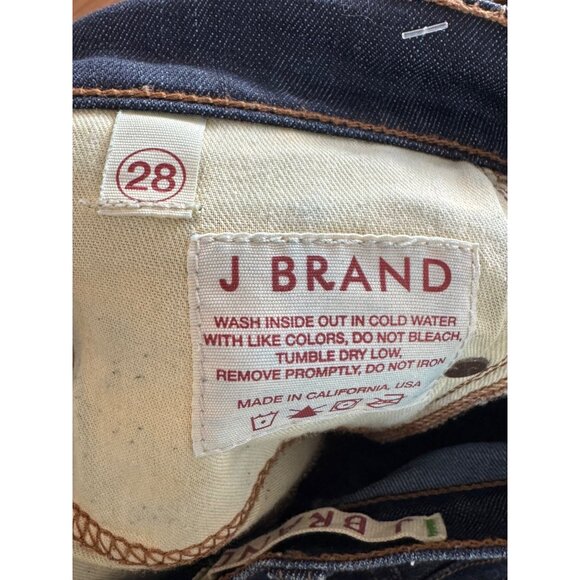 28
J BRAND
WASH INSIDE OUT IN COLD WATER
WITH LIKE COLORS, DO NOT BLEACH,
TUMBLE DRY LOW,
REMOVE PROMPTLY, DO NOT IRON
MADE IN CALIFORNIA, USA
J BRAND